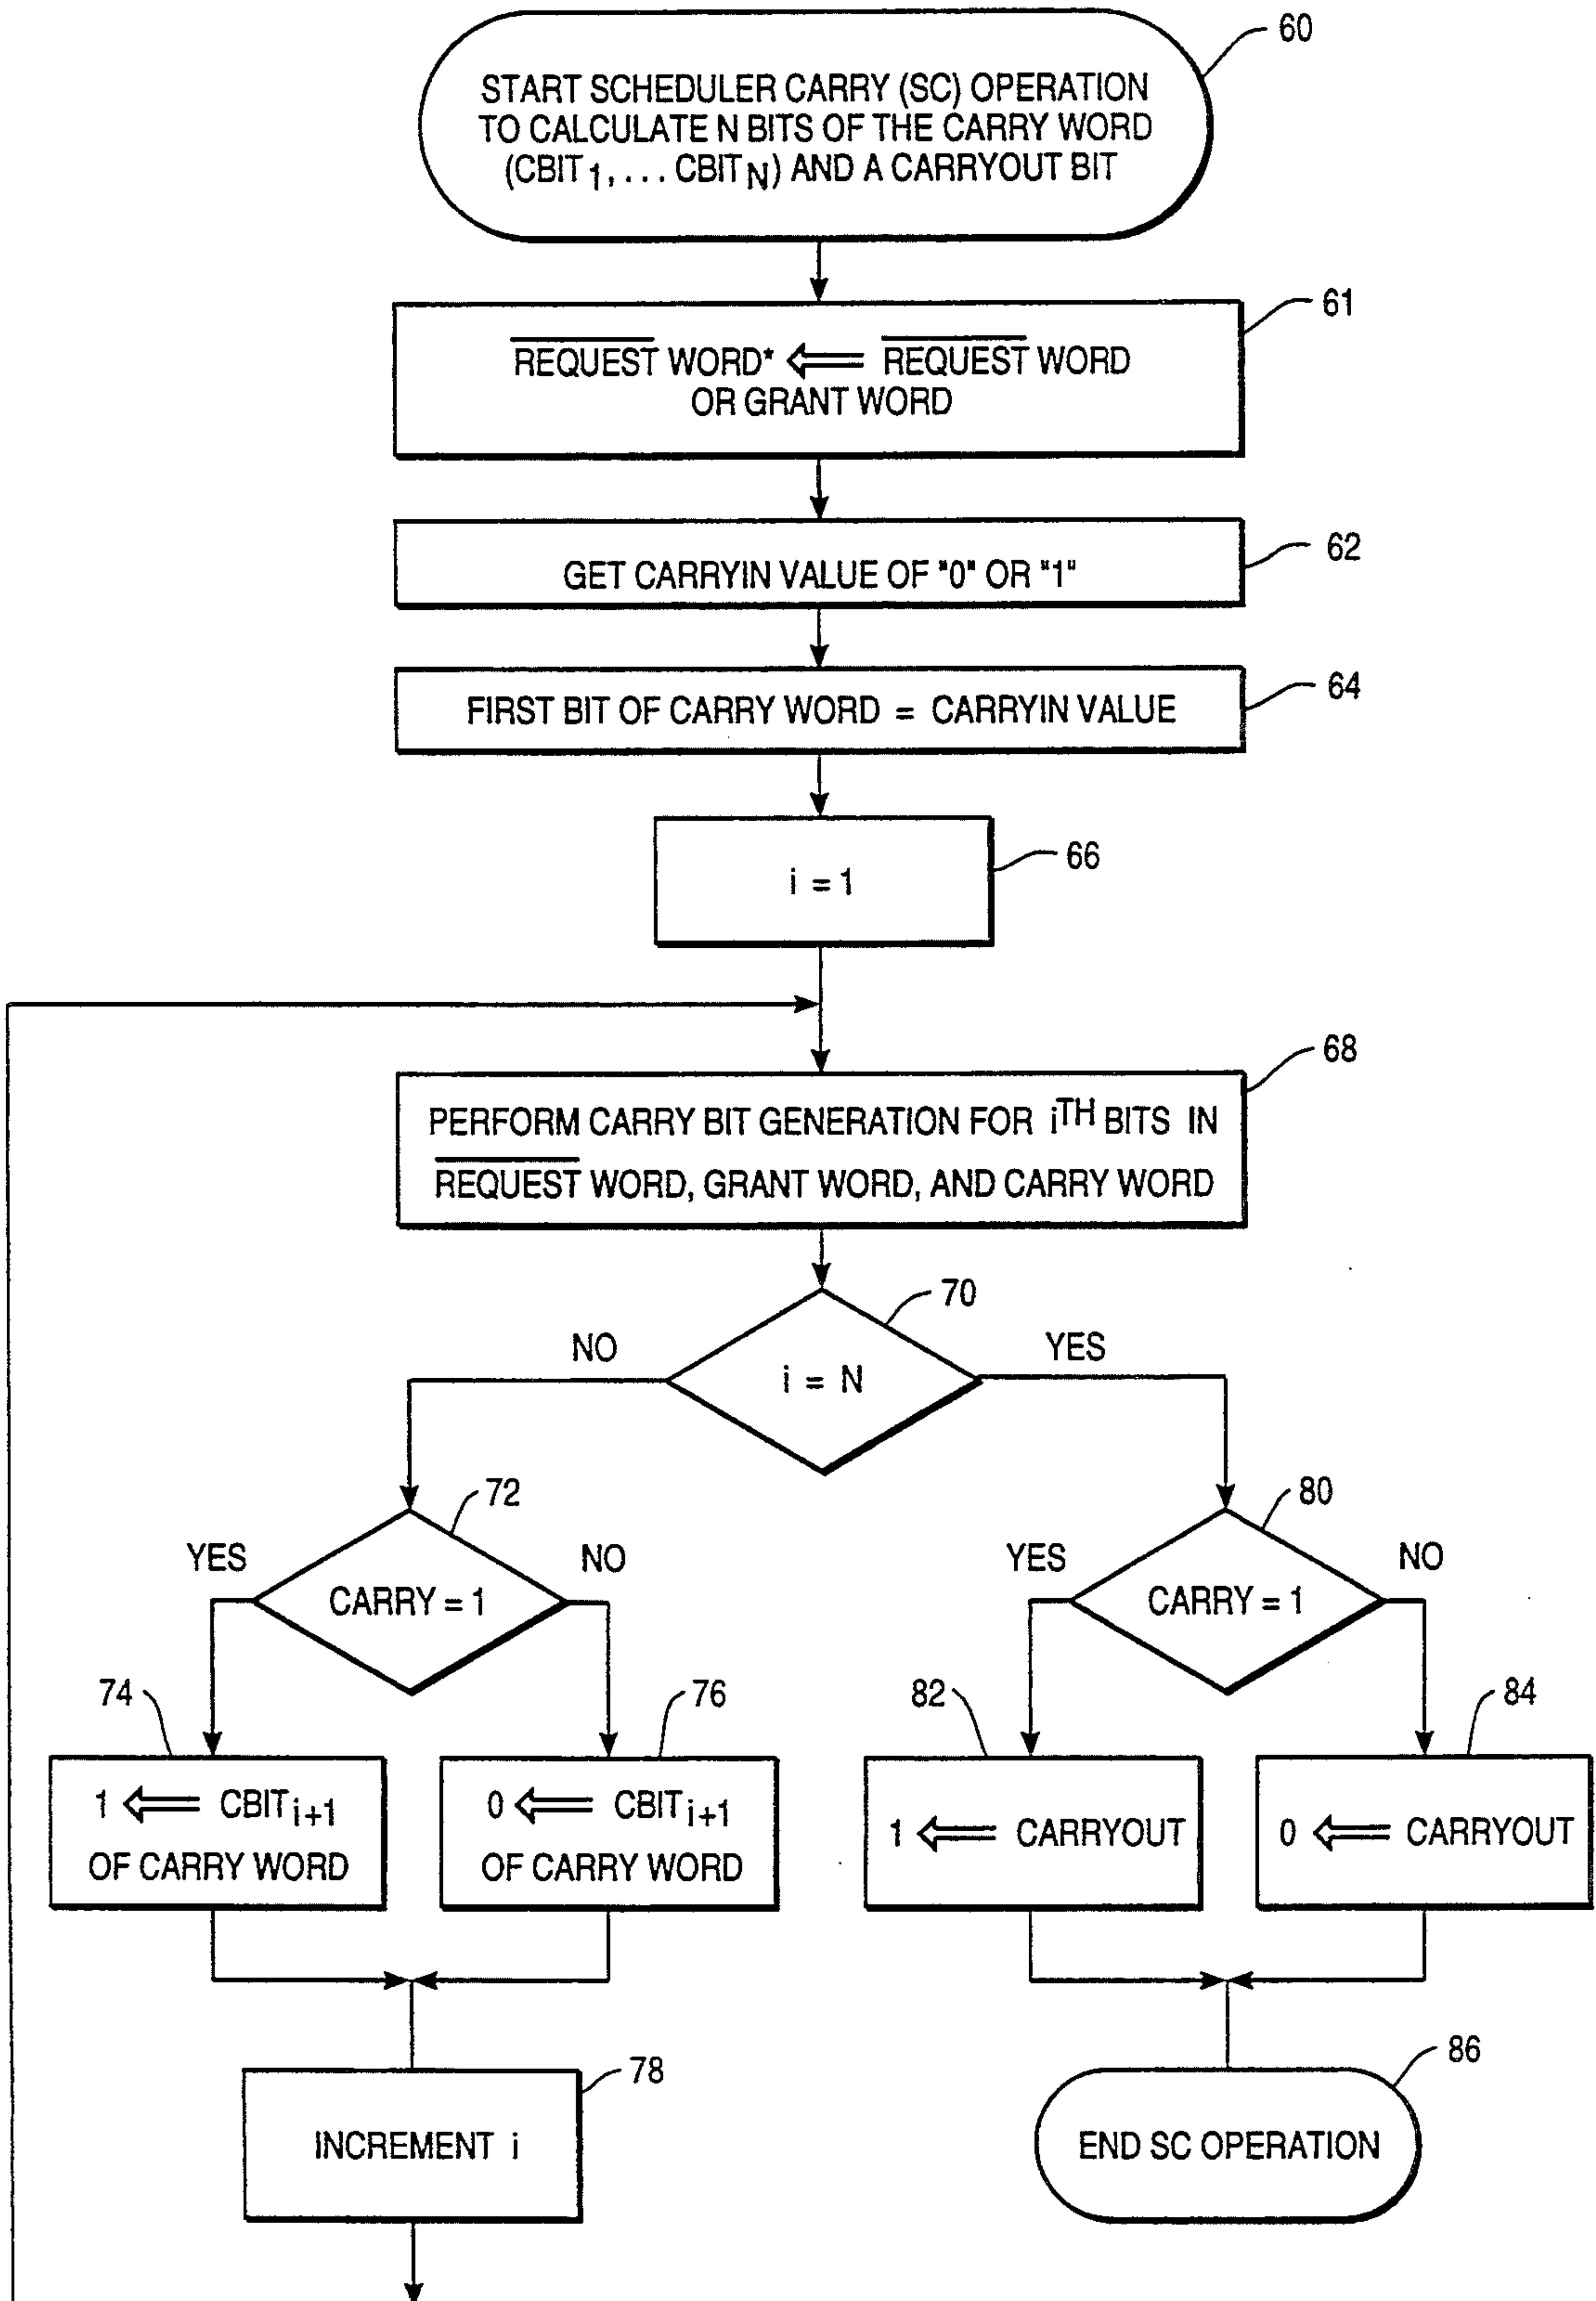 60
START SCHEDULER CARRY (SC) OPERATION
TO CALCULATE N BITS OF THE CARRY WORD
(CBIT₁, . . . CBIT_N) AND A CARRYOUT BIT
61
R̅E̅Q̅U̅E̅S̅T̅ WORD* ⟸ R̅E̅Q̅U̅E̅S̅T̅ WORD
OR GRANT WORD
62
GET CARRYIN VALUE OF "0" OR "1"
64
FIRST BIT OF CARRY WORD = CARRYIN VALUE
66
i = 1
68
PERFORM CARRY BIT GENERATION FOR iᵀᴴ BITS IN
R̅E̅Q̅U̅E̅S̅T̅ WORD, GRANT WORD, AND CARRY WORD
70
NO
YES
i = N
72
80
YES
NO
YES
NO
CARRY = 1
CARRY = 1
74
76
82
84
1 ⟸ CBITᵢ₊₁
OF CARRY WORD
0 ⟸ CBITᵢ₊₁
OF CARRY WORD
1 ⟸ CARRYOUT
0 ⟸ CARRYOUT
78
86
INCREMENT i
END SC OPERATION